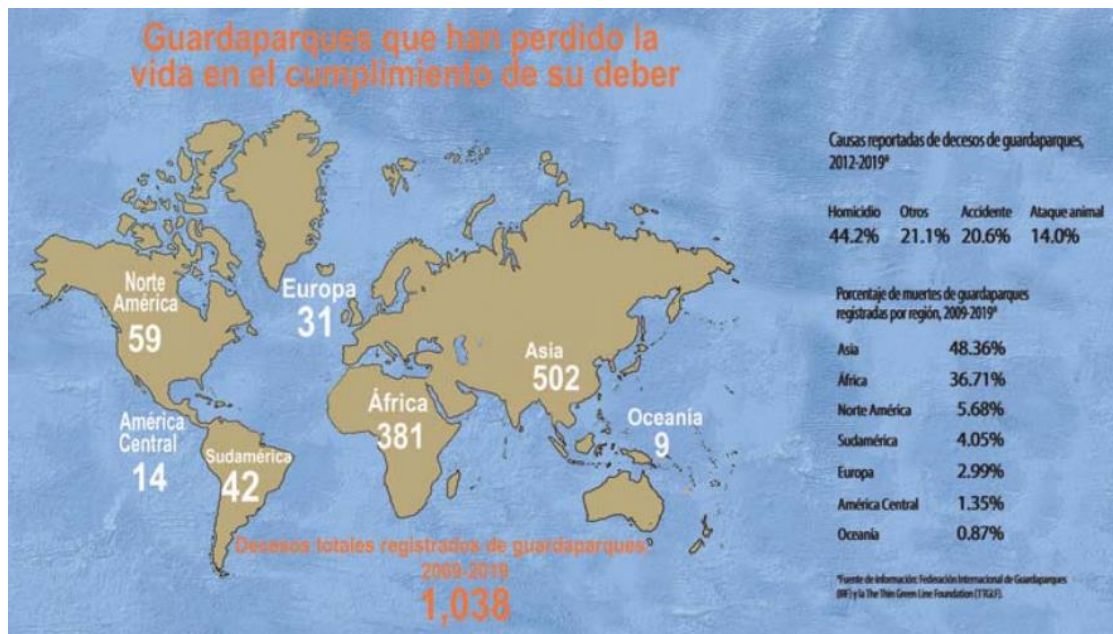 Guardaparques que han perdido la
vida en el cumplimiento de su deber
Norte
América
59
Europa
31
Asia
502
África
381
América
Central
14
Sudamérica
42
Oceanía
9
Decesos totales registrados de guardaparques,
2009-2019
1,038
Causas reportadas de decesos de guardaparques,
2012-2019ª
Homicidio Otros Accidente Ataque animal
44.2% 21.1% 20.6% 14.0%
Porcentaje de muertes de guardaparques
registradas por región, 2009-2019ª
Asia 48.36%
África 36.71%
Norte América 5.68%
Sudamérica 4.05%
Europa 2.99%
América Central 1.35%
Oceanía 0.87%
ªFuente de información: Federación Internacional de Guardaparques
(IRF) y la The Thin Green Line Foundation (TTGLF).